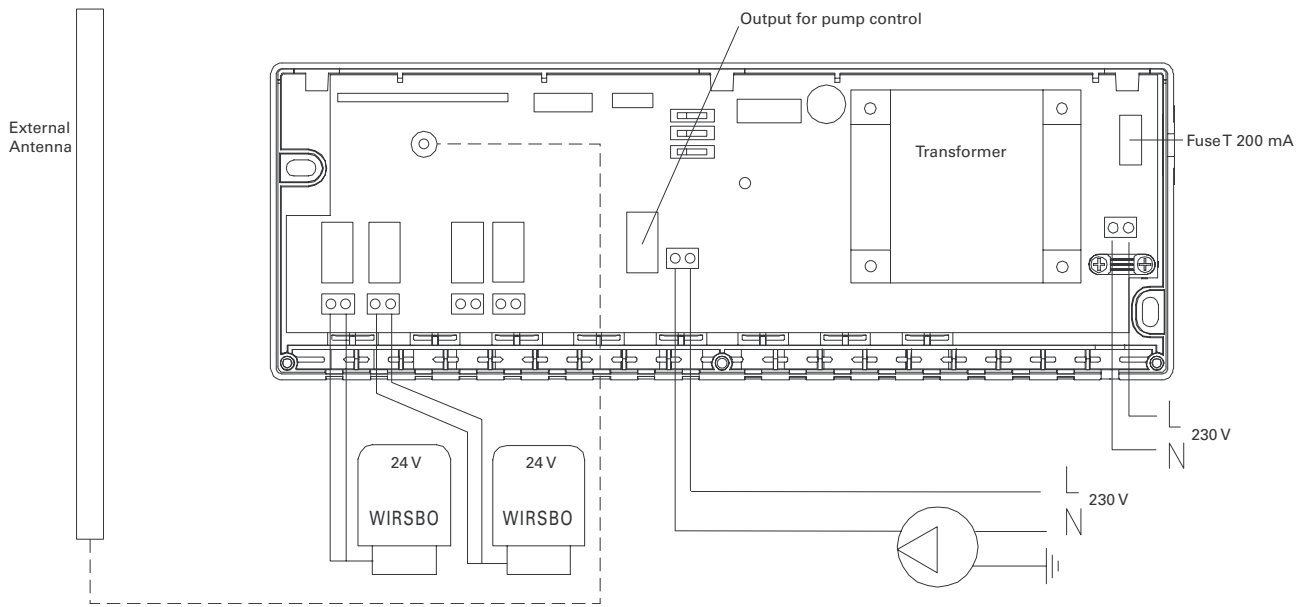 Output for pump control
External
Antenna
Transformer
Fuse T 200 mA
24 V
WIRSBO
24 V
WIRSBO
L
230 V
N
L
230 V
N